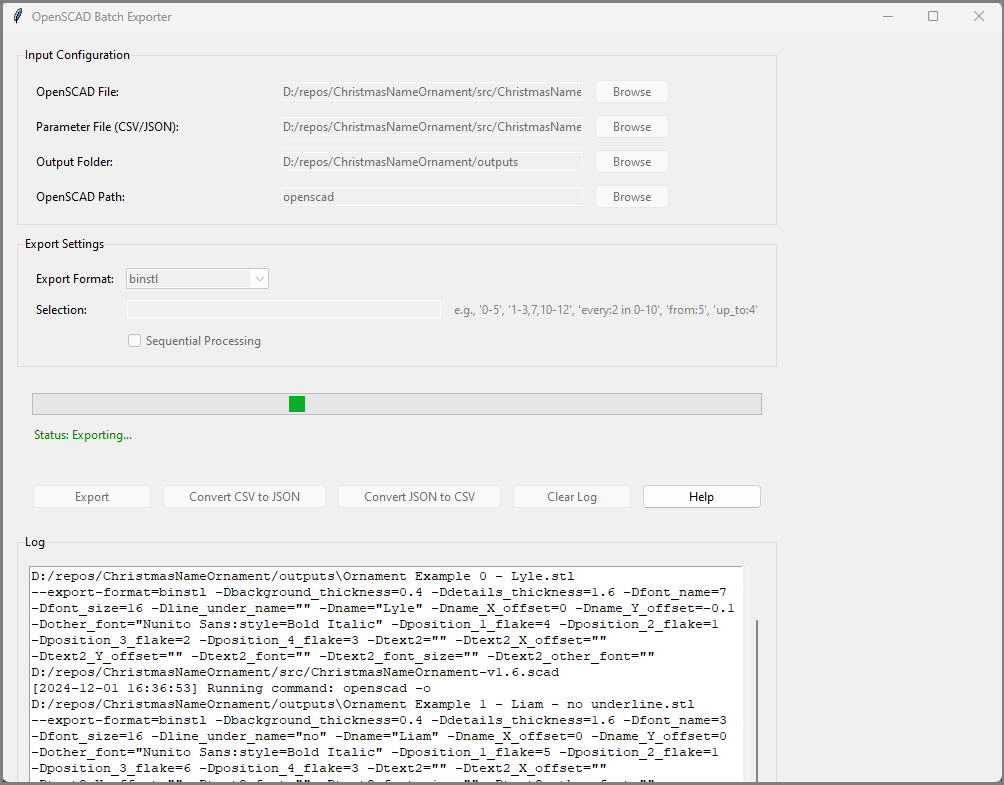 OpenSCAD Batch Exporter
Input Configuration
OpenSCAD File: D:/repos/ChristmasNameOrnament/src/ChristmasName Browse
Parameter File (CSV/JSON): D:/repos/ChristmasNameOrnament/src/ChristmasName Browse
Output Folder: D:/repos/ChristmasNameOrnament/outputs Browse
OpenSCAD Path: openscad Browse
Export Settings
Export Format: binstl
Selection: e.g., '0-5', '1-3,7,10-12', 'every:2 in 0-10', 'from:5', 'up_to:4'
Sequential Processing
Status: Exporting...
Export Convert CSV to JSON Convert JSON to CSV Clear Log Help
Log
D:/repos/ChristmasNameOrnament/outputs\Ornament Example 0 - Lyle.stl
--export-format=binstl -Dbackground_thickness=0.4 -Ddetails_thickness=1.6 -Dfont_name=7
-Dfont_size=16 -Dline_under_name="" -Dname="Lyle" -Dname_X_offset=0 -Dname_Y_offset=-0.1
-Dother_font="Nunito Sans:style=Bold Italic" -Dposition_1_flake=4 -Dposition_2_flake=1
-Dposition_3_flake=2 -Dposition_4_flake=3 -Dtext2="" -Dtext2_X_offset=""
-Dtext2_Y_offset="" -Dtext2_font="" -Dtext2_font_size="" -Dtext2_other_font=""
D:/repos/ChristmasNameOrnament/src/ChristmasNameOrnament-v1.6.scad
[2024-12-01 16:36:53] Running command: openscad -o
D:/repos/ChristmasNameOrnament/outputs\Ornament Example 1 - Liam - no underline.stl
--export-format=binstl -Dbackground_thickness=0.4 -Ddetails_thickness=1.6 -Dfont_name=3
-Dfont_size=16 -Dline_under_name="no" -Dname="Liam" -Dname_X_offset=0 -Dname_Y_offset=0
-Dother_font="Nunito Sans:style=Bold Italic" -Dposition_1_flake=5 -Dposition_2_flake=1
-Dposition_3_flake=6 -Dposition_4_flake=3 -Dtext2="" -Dtext2_X_offset=""